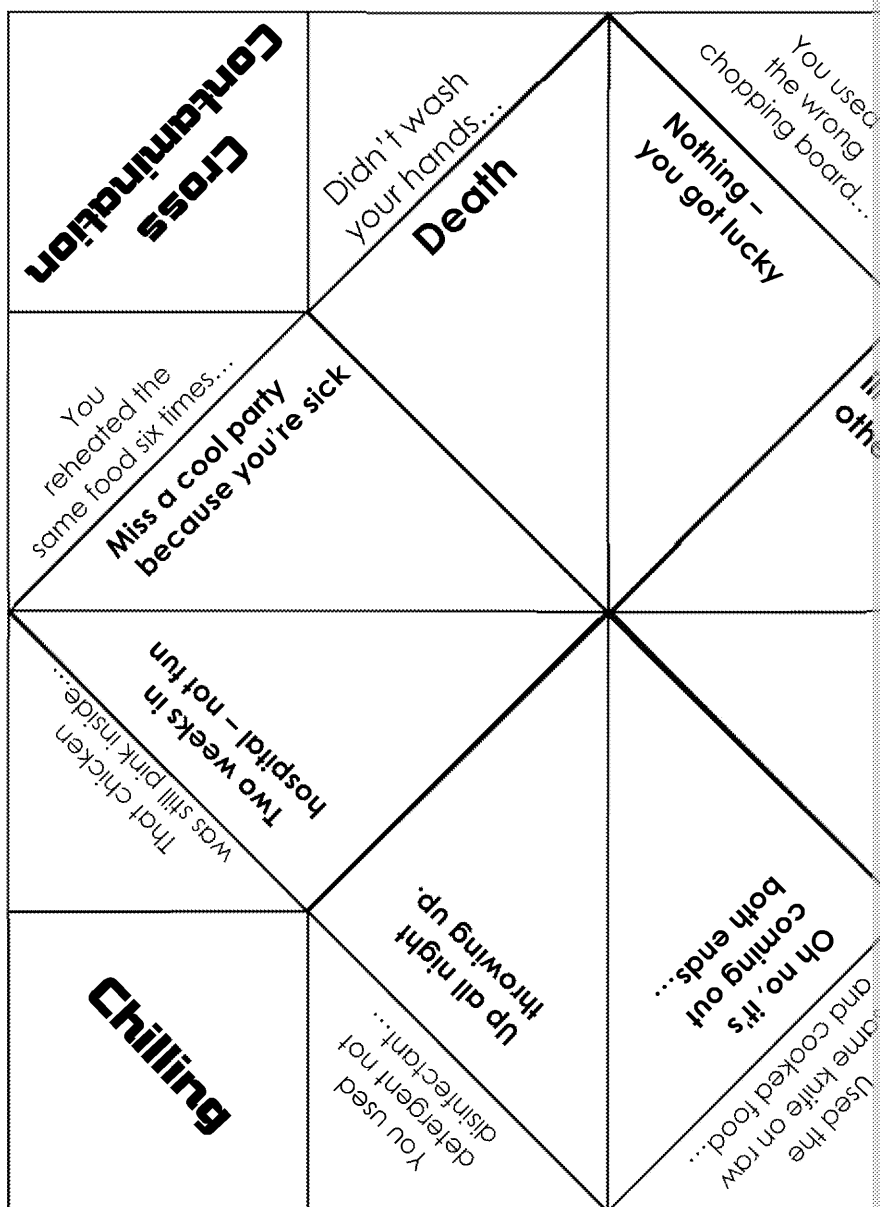 Cross
Contamination
Didn't wash
your hands...
Death
Nothing –
you got lucky
You used
the wrong
chopping board...
You
reheated the
same food six times...
Miss a cool party
because you're sick
Two weeks in
hospital – not fun
That chicken
was still pink inside...
Up all night
throwing up.
You used
detergent not
disinfectant...
Oh no, it's
coming out
both ends...
Used the
knife on raw
and cooked food...
Chilling